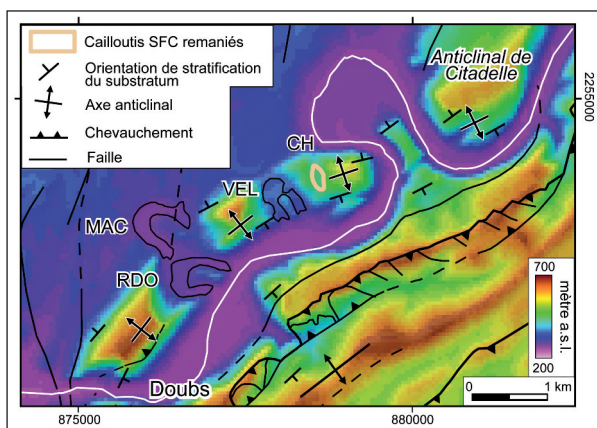 Cailloutis SFC remaniés
Orientation de stratification
du substratum
Axe anticlinal
Chevauchement
Faille
Anticlinal de
Citadelle
2255000
CH
VEL
MAC
RDO
Doubs
700
mètre a.s.l.
200
0 1 km
875000
880000